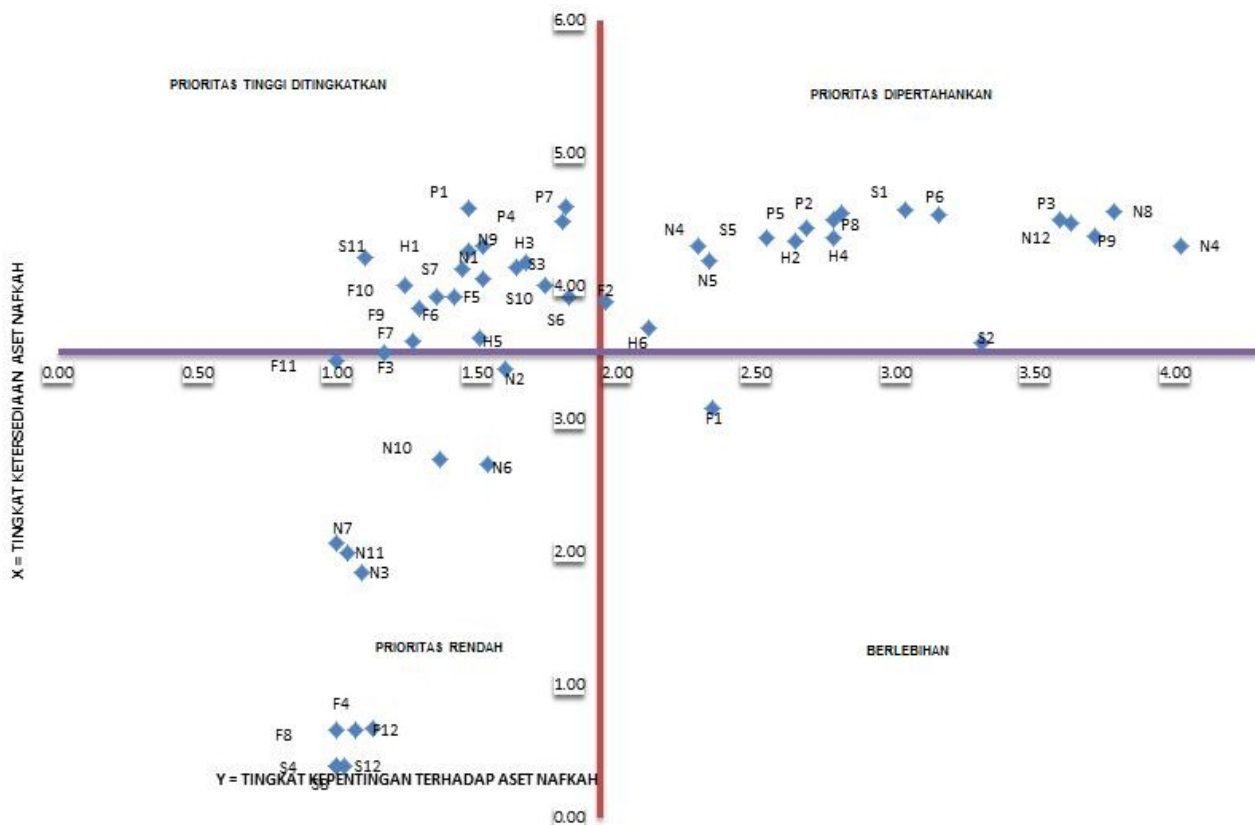 6.00
PRIORITAS TINGGI DITINGKATKAN
PRIORITAS DIPERTAHANKAN
5.00
P1
P7
S1
P6
P4
P5
P2
P3
N8
N4
S5
P8
N12
P9
N4
S11
H1
N9
H3
H2
H4
S7
N1
S3
N5
4.00
F10
F5
S10
F2
F9
F6
S6
F7
H5
H6
S2
F11
F3
N2
0.00
0.50
1.00
1.50
2.00
2.50
3.00
3.50
4.00
3.00
P1
N10
N6
N7
N11
2.00
N3
X = TINGKAT KETERSEDIAAN ASET NAFKAH
PRIORITAS RENDAH
BERLEBIHAN
1.00
F4
F8
F12
S4
S12
Y = TINGKAT KEPENTINGAN TERHADAP ASET NAFKAH
0.00